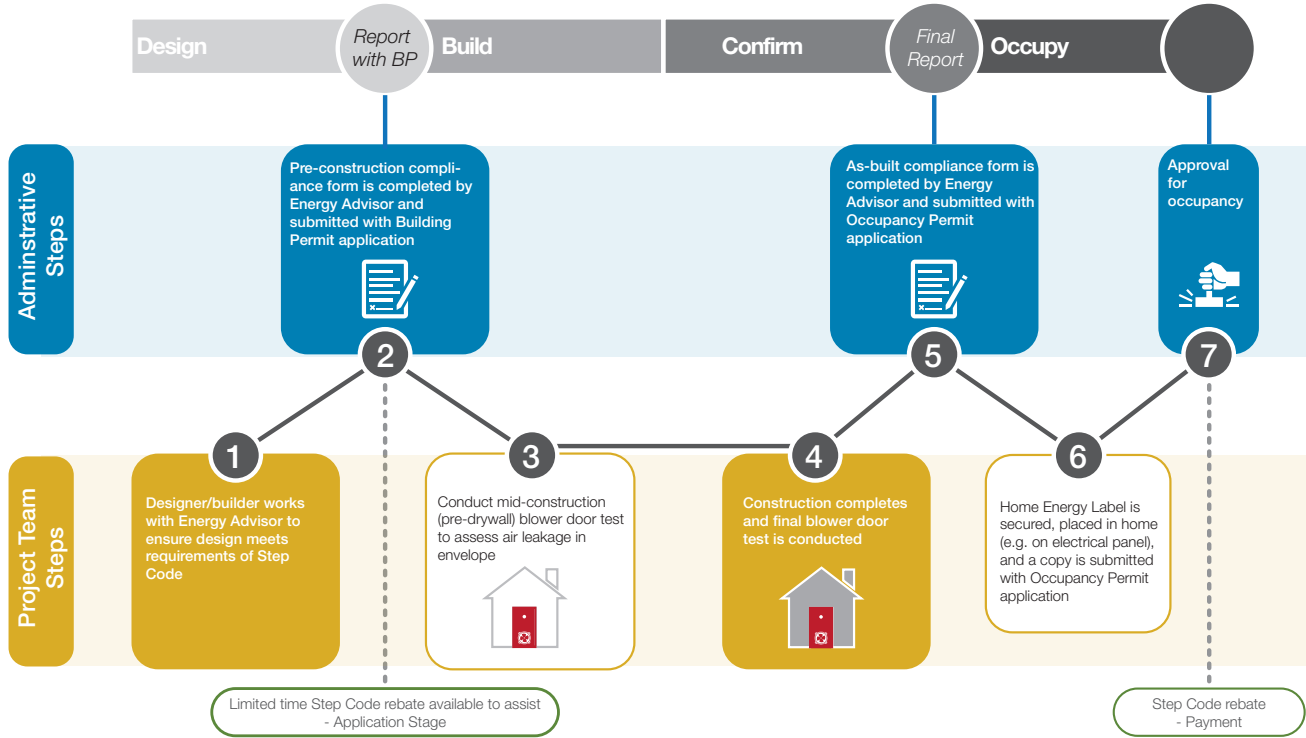 Design
Report
with BP
Build
Confirm
Final
Report
Occupy
Adminstrative
Steps
Pre-construction compli-
ance form is completed by
Energy Advisor and
submitted with Building
Permit application
As-built compliance form is
completed by Energy
Advisor and submitted with
Occupancy Permit
application
Approval
for
occupancy
2
5
7
1
3
4
6
Project Team
Steps
Designer/builder works
with Energy Advisor to
ensure design meets
requirements of Step
Code
Conduct mid-construction
(pre-drywall) blower door test
to assess air leakage in
envelope
Construction completes
and final blower door
test is conducted
Home Energy Label is
secured, placed in home
(e.g. on electrical panel),
and a copy is submitted
with Occupancy Permit
application
Limited time Step Code rebate available to assist
- Application Stage
Step Code rebate
- Payment